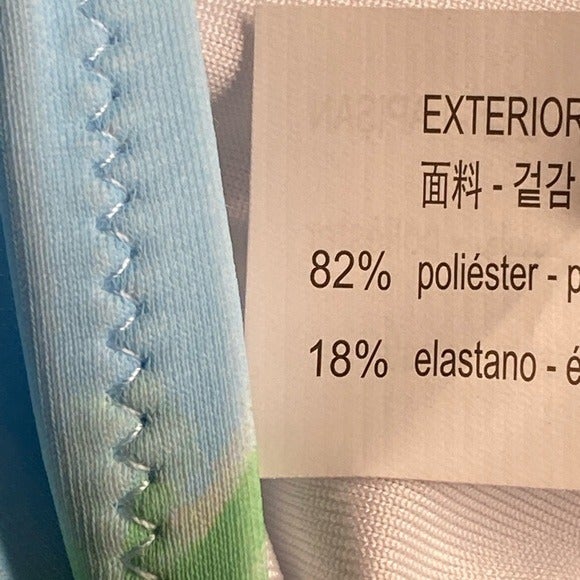 EXTERIOR
面料 - 겉감
82% poliéster - p
18% elastano - é